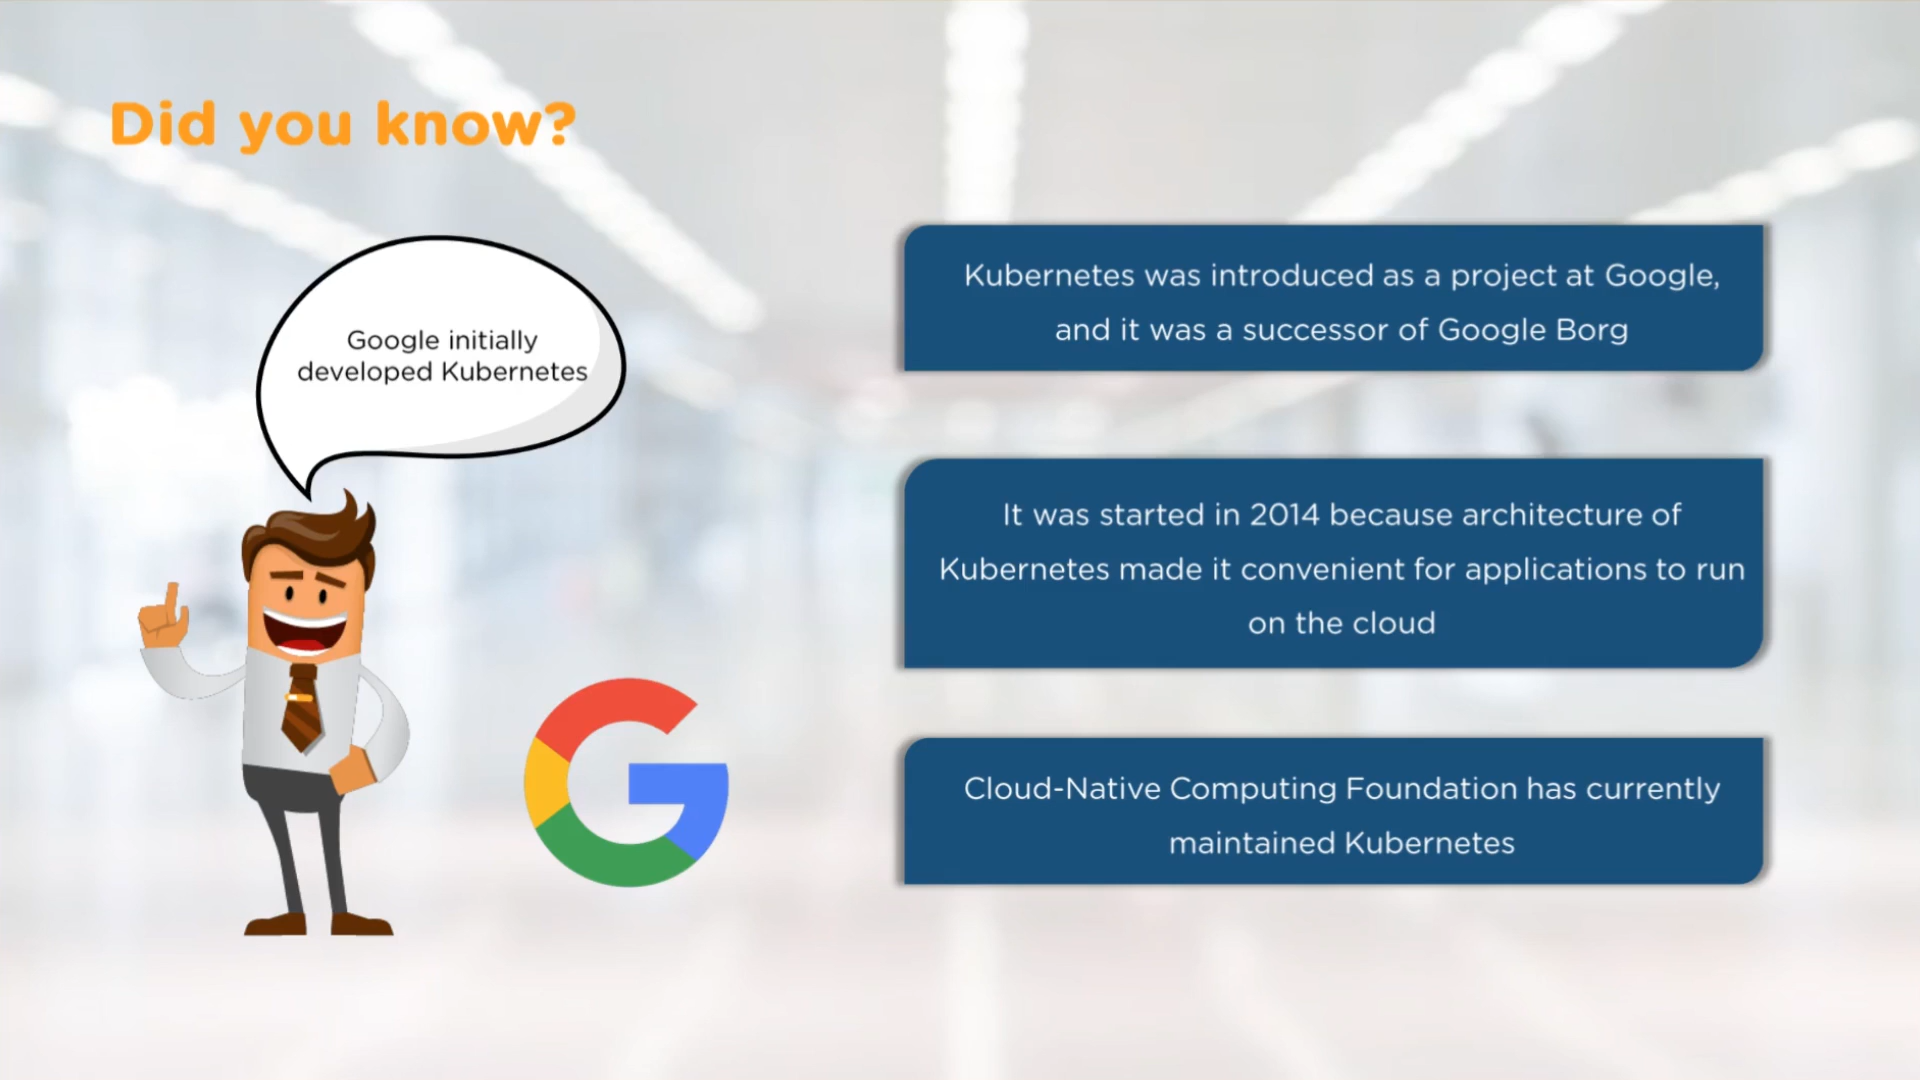 Did you know?
Google initially
developed Kubernetes
Kubernetes was introduced as a project at Google,
and it was a successor of Google Borg
It was started in 2014 because architecture of
Kubernetes made it convenient for applications to run
on the cloud
Cloud-Native Computing Foundation has currently
maintained Kubernetes